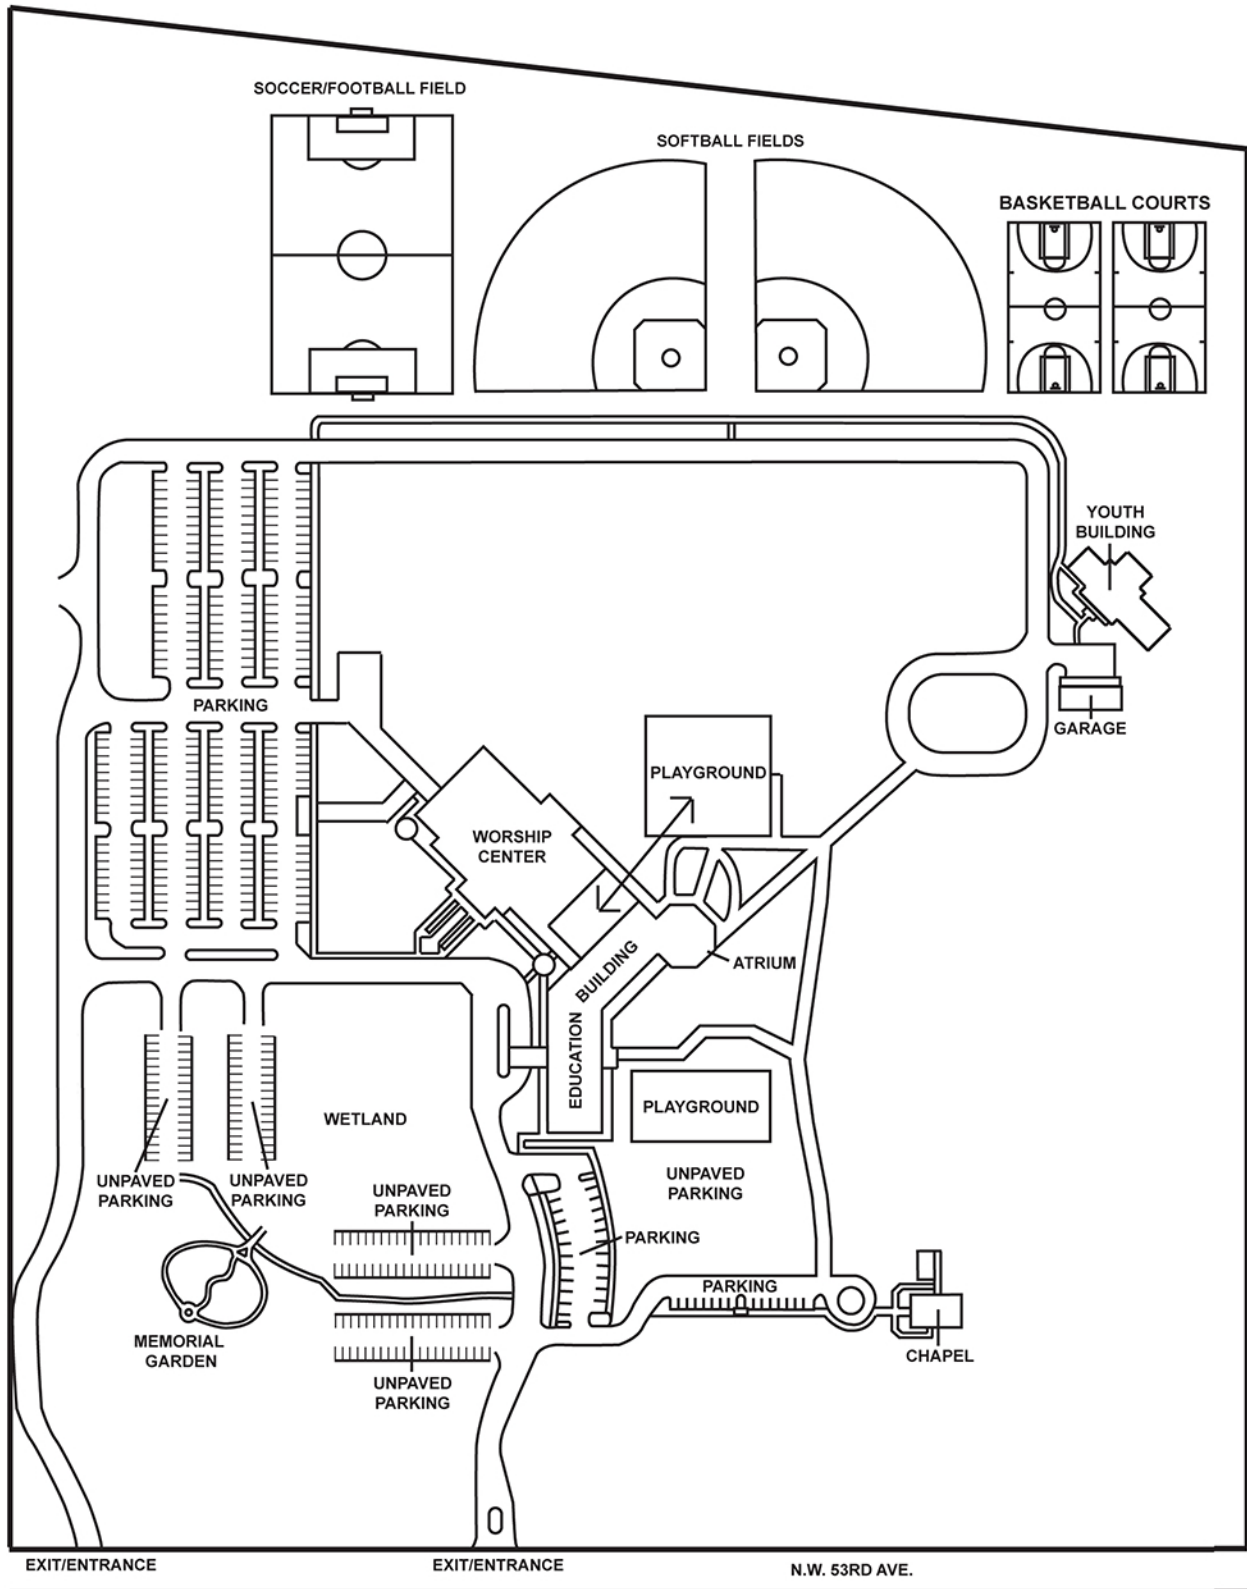 SOCCER/FOOTBALL FIELD
SOFTBALL FIELDS
BASKETBALL COURTS
YOUTH
BUILDING
PARKING
GARAGE
PLAYGROUND
WORSHIP
CENTER
ATRIUM
BUILDING
EDUCATION
PLAYGROUND
WETLAND
UNPAVED
PARKING
UNPAVED
PARKING
UNPAVED
PARKING
UNPAVED
PARKING
PARKING
PARKING
MEMORIAL
GARDEN
CHAPEL
UNPAVED
PARKING
EXIT/ENTRANCE
EXIT/ENTRANCE
N.W. 53RD AVE.